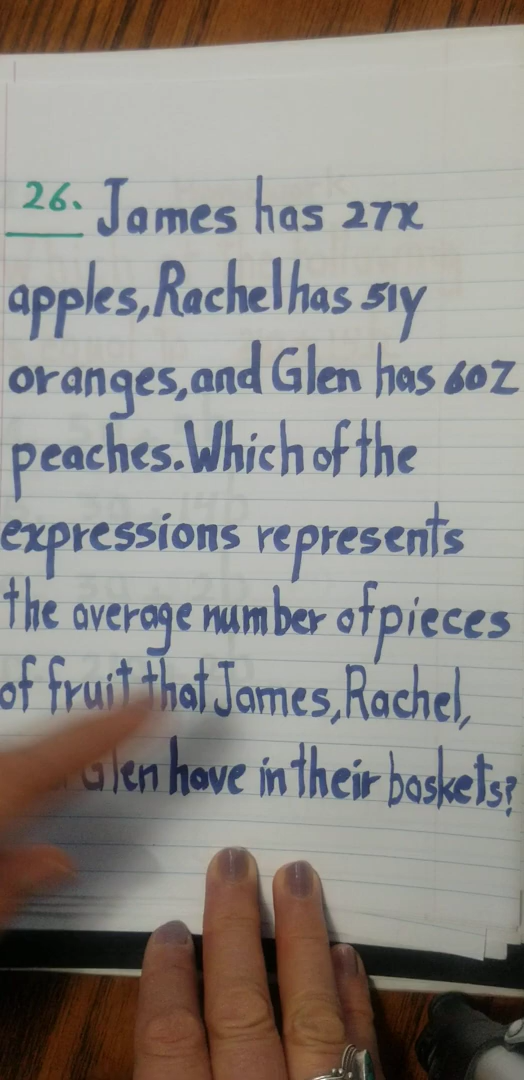 26. James has 27x
apples, Rachel has 51y
oranges, and Glen has 60z
peaches. Which of the
expressions represents
the average number of pieces
of fruit that James, Rachel,
Glen have in their baskets?